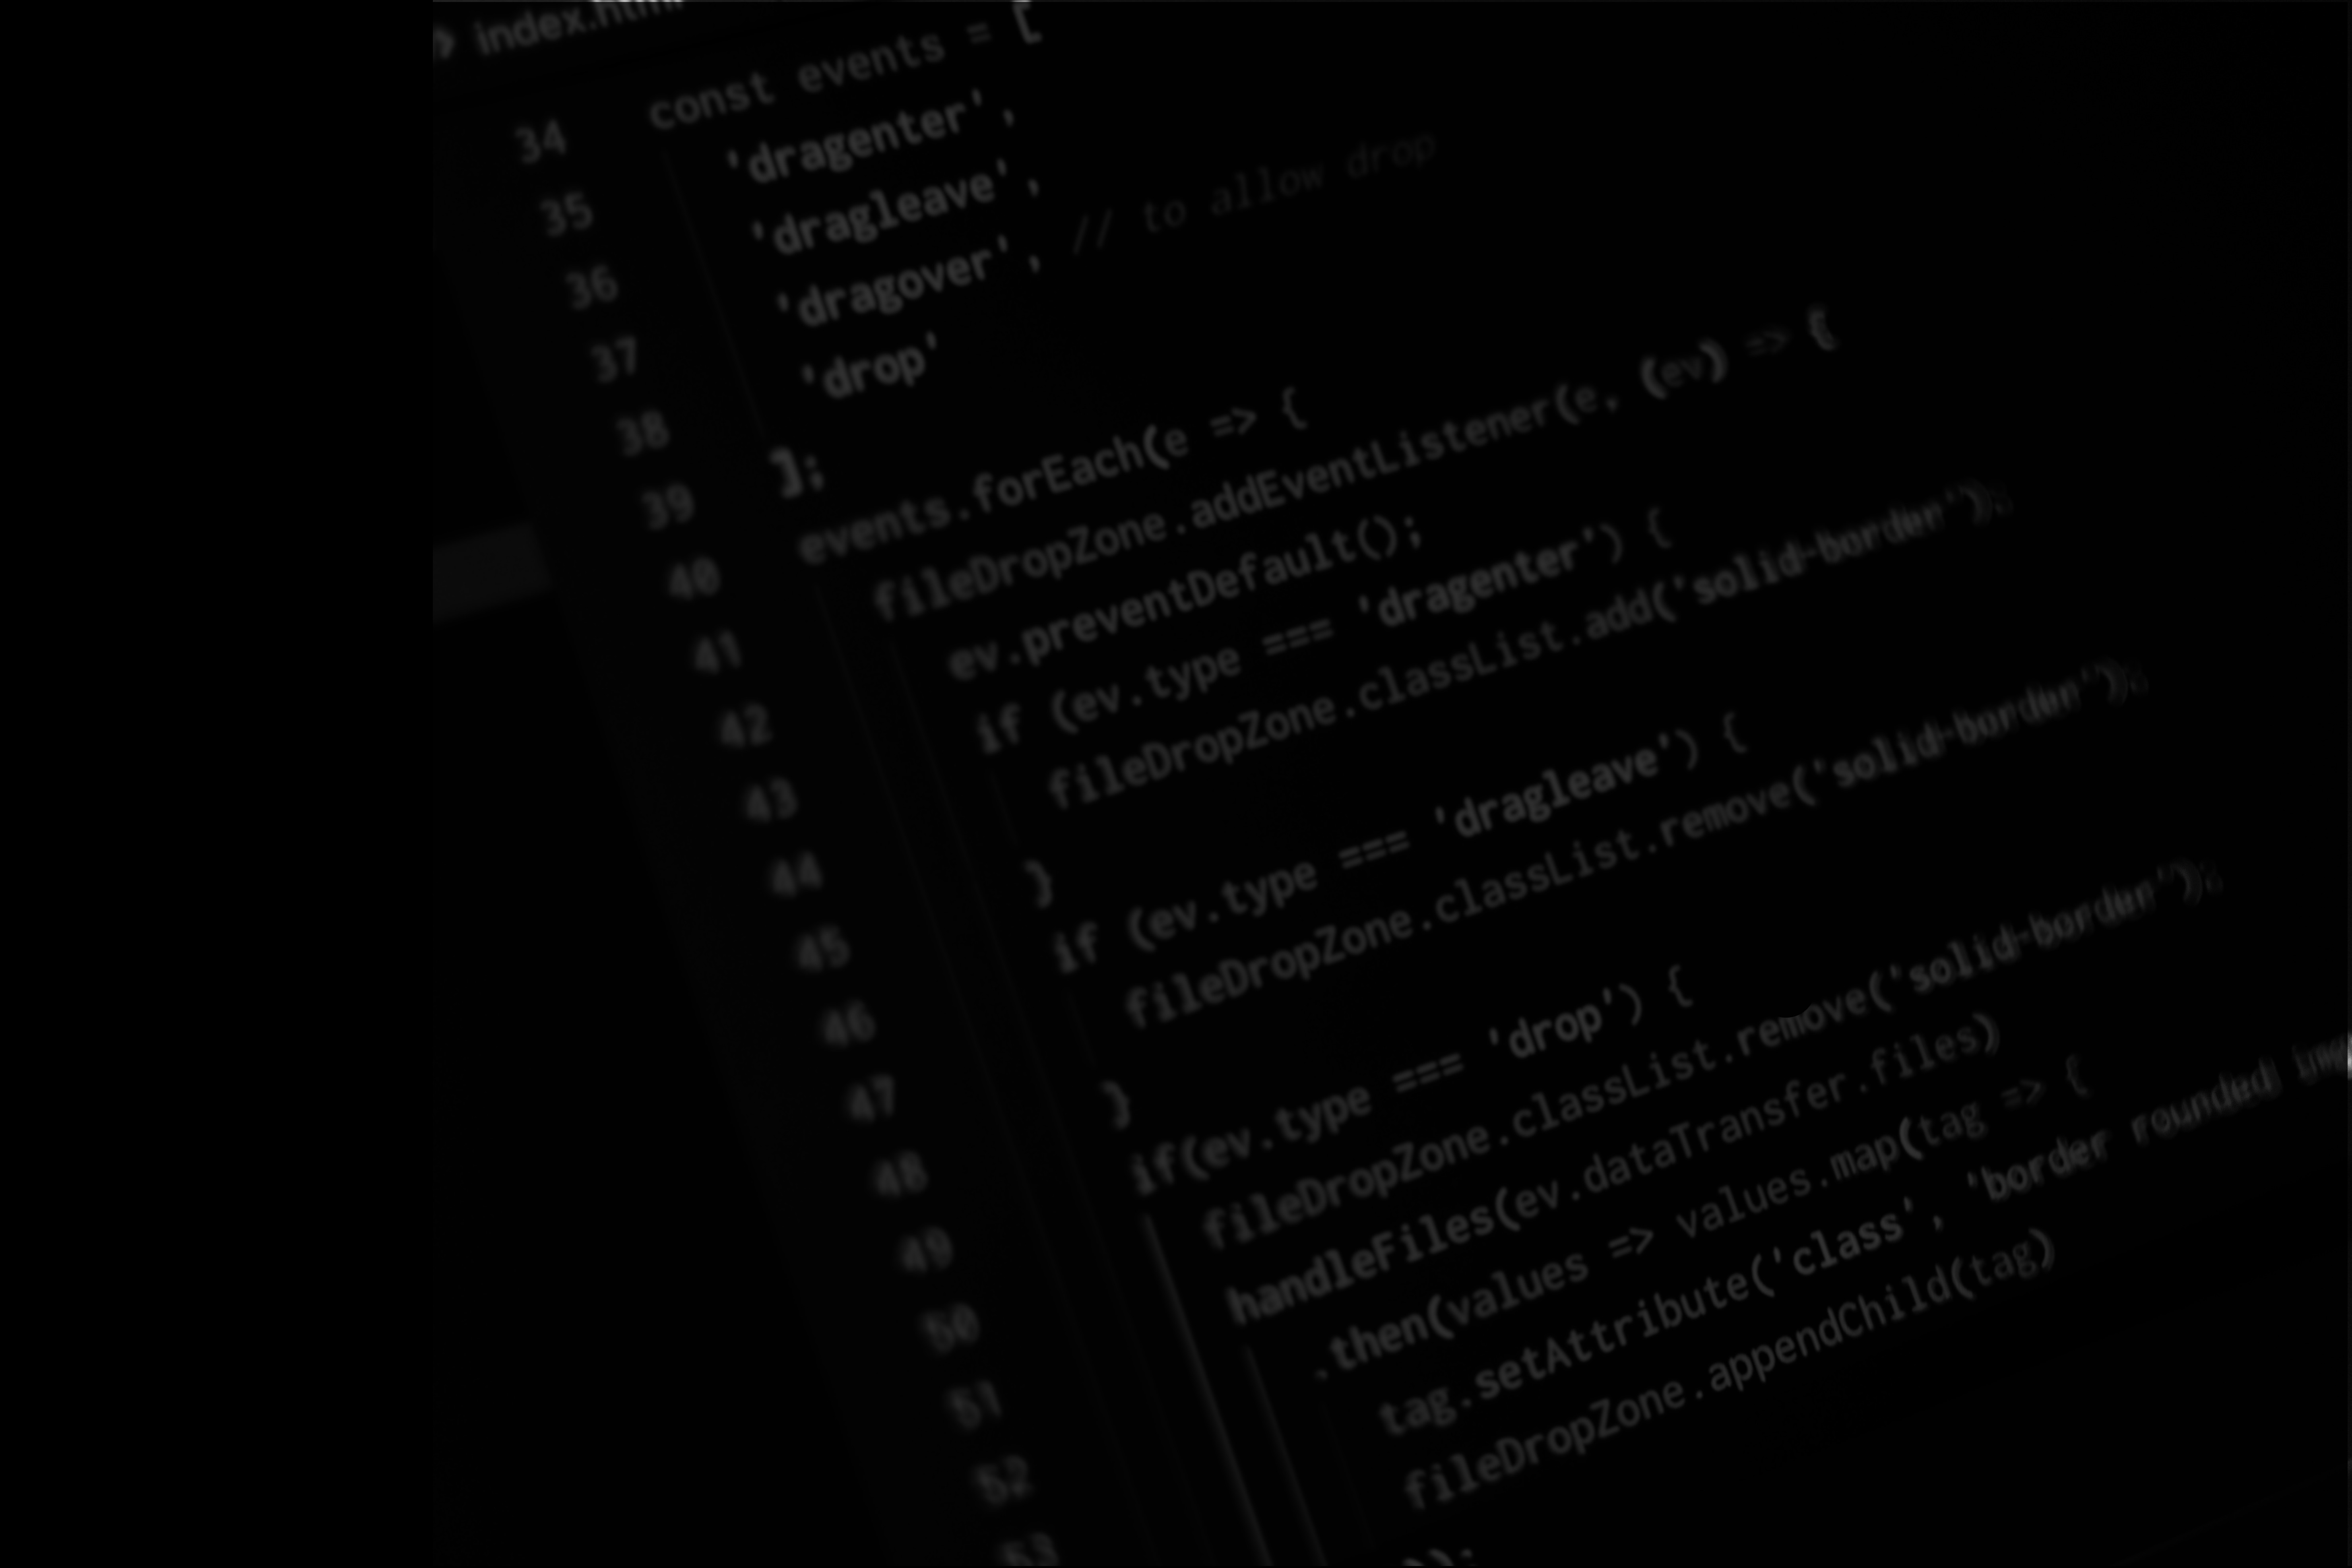 index.html
34 const events = [
35 'dragenter',
36 'dragleave',
37 'dragover', // to allow drop
38 'drop'
39 ];
40 events.forEach(e => {
41 fileDropZone.addEventListener(e, (ev) => {
42 ev.preventDefault();
43 if (ev.type === 'dragenter') {
44 fileDropZone.classList.add('solid-border');
45 }
46 if (ev.type === 'dragleave') {
47 fileDropZone.classList.remove('solid-border');
48 }
49 if(ev.type === 'drop') {
50 fileDropZone.classList.remove('solid-border');
51 handleFiles(ev.dataTransfer.files)
52 .then(values => values.map(tag => {
53 tag.setAttribute('class', 'border rounded
fileDropZone.appendChild(tag)
));